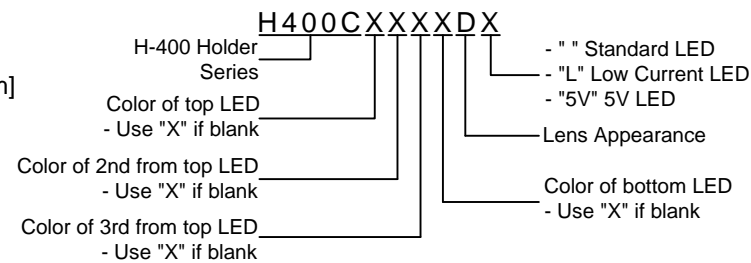 H400CXXXXDX
H-400 Holder
Series
m]
Color of top LED
- Use "X" if blank
Color of 2nd from top LED
- Use "X" if blank
Color of 3rd from top LED
- Use "X" if blank
- " " Standard LED
- "L" Low Current LED
- "5V" 5V LED
Lens Appearance
Color of bottom LED
- Use "X" if blank